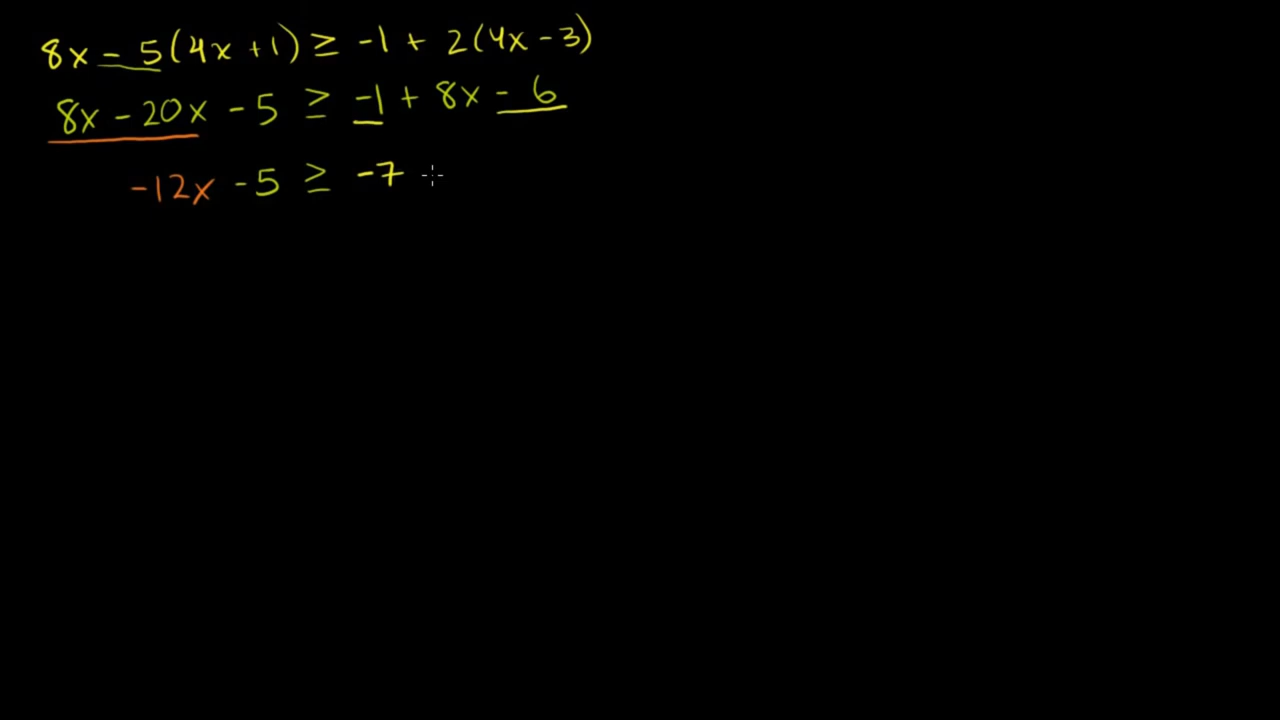 8x - 5(4x + 1) ≥ -1 + 2(4x - 3)
8x - 20x - 5 ≥ -1 + 8x - 6
-12x - 5 ≥ -7